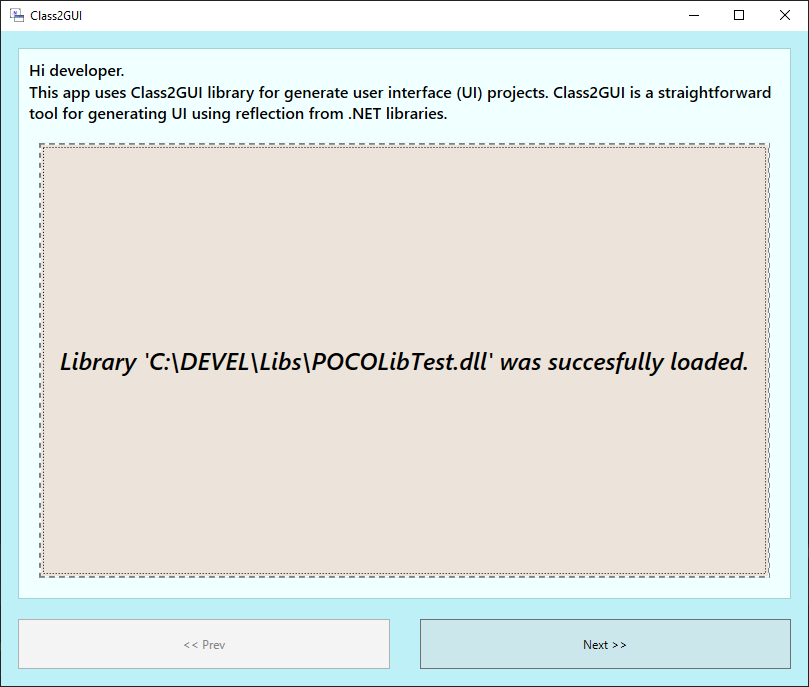 Class2GUI
Hi developer.
This app uses Class2GUI library for generate user interface (UI) projects. Class2GUI is a straightforward
tool for generating UI using reflection from .NET libraries.
Library 'C:\DEVEL\Libs\POCOLibTest.dll' was succesfully loaded.
<< Prev
Next >>